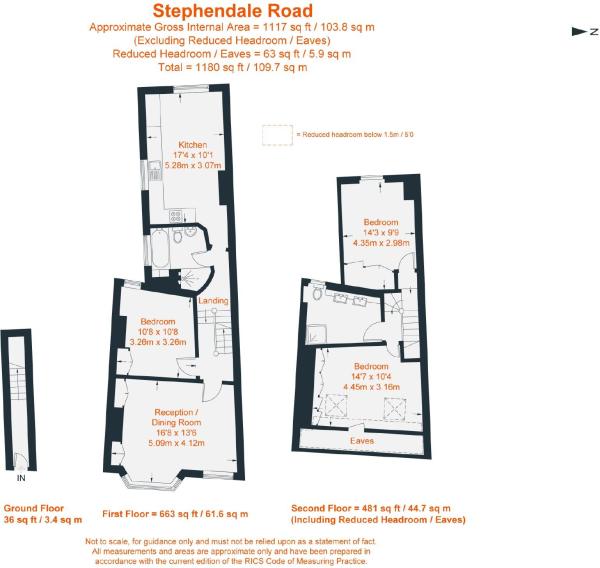 Stephendale Road
Approximate Gross Internal Area = 1117 sq ft / 103.8 sq m
(Excluding Reduced Headroom / Eaves)
Reduced Headroom / Eaves = 63 sq ft / 5.9 sq m
Total = 1180 sq ft / 109.7 sq m
N
= Reduced headroom below 1.5m / 5'0
Kitchen
17'4 x 10'1
5.28m x 3.07m
Landing
Bedroom
10'8 x 10'8
3.26m x 3.26m
Reception /
Dining Room
16'8 x 13'6
5.09m x 4.12m
Bedroom
14'3 x 9'9
4.35m x 2.98m
Bedroom
14'7 x 10'4
4.45m x 3.16m
Eaves
IN
Ground Floor
36 sq ft / 3.4 sq m
First Floor = 663 sq ft / 61.6 sq m
Second Floor = 481 sq ft / 44.7 sq m
(Including Reduced Headroom / Eaves)
Not to scale, for guidance only and must not be relied upon as a statement of fact.
All measurements and areas are approximate only and have been prepared in
accordance with the current edition of the RICS Code of Measuring Practice.